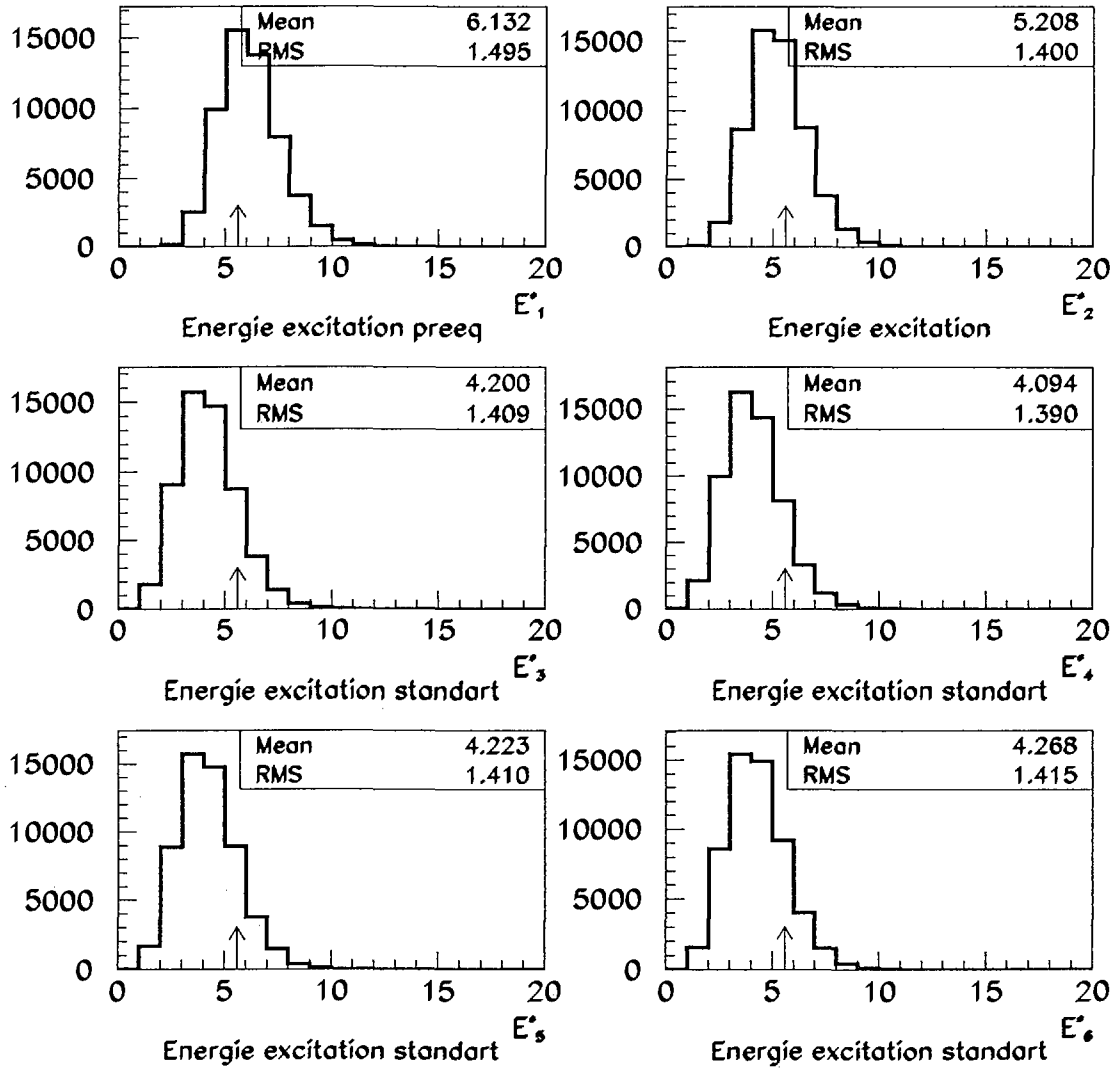 Mean 6.132
RMS 1.495
15000
10000
5000
0
0 5 10 15 20
E*1
Energie excitation preeq
Mean 5.208
RMS 1.400
15000
10000
5000
0
0 5 10 15 20
E*2
Energie excitation
Mean 4.200
RMS 1.409
15000
10000
5000
0
0 5 10 15 20
E*3
Energie excitation standart
Mean 4.094
RMS 1.390
15000
10000
5000
0
0 5 10 15 20
E*4
Energie excitation standart
Mean 4.223
RMS 1.410
15000
10000
5000
0
0 5 10 15 20
E*5
Energie excitation standart
Mean 4.268
RMS 1.415
15000
10000
5000
0
0 5 10 15 20
E*6
Energie excitation standart